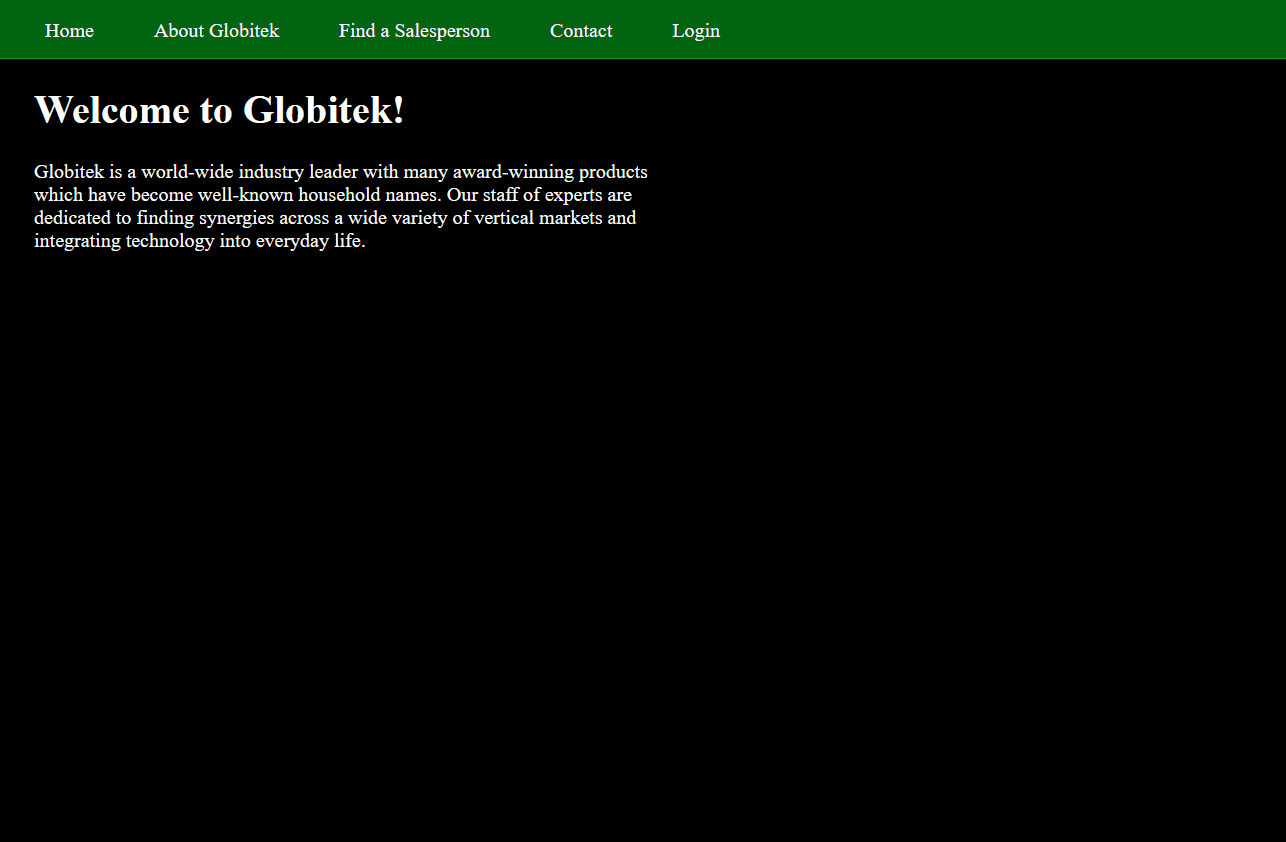 Home About Globitek Find a Salesperson Contact Login
Welcome to Globitek!
Globitek is a world-wide industry leader with many award-winning products
which have become well-known household names. Our staff of experts are
dedicated to finding synergies across a wide variety of vertical markets and
integrating technology into everyday life.